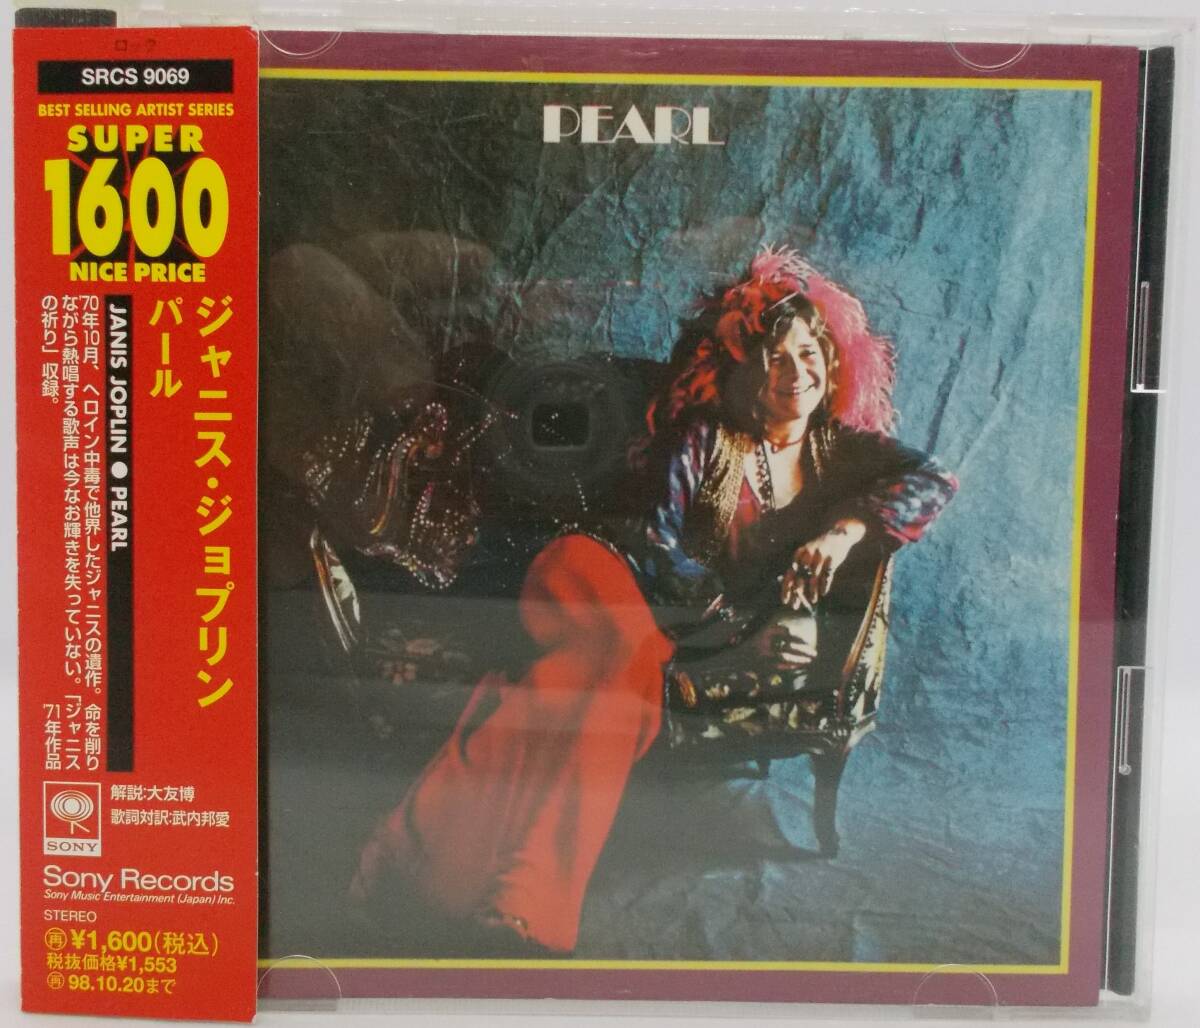 ロック
SRCS 9069
BEST SELLING ARTIST SERIES
SUPER
1600
NICE PRICE
ジャニス・ジョプリン
パール
JANIS JOPLIN ● PEARL
'70年10月、ヘロイン中毒で他界したジャニスの遺作。命を削り
ながら熱唱する歌声は今なお輝きを失っていない。「ジャニス
の祈り」収録。
'71年作品
解説:大友博
歌詞対訳:武内邦愛
SONY
Sony Records
Sony Music Entertainment (Japan) Inc.
STEREO
再 ¥1,600(税込)
税抜価格¥1,553
再 98.10.20まで
PEARL